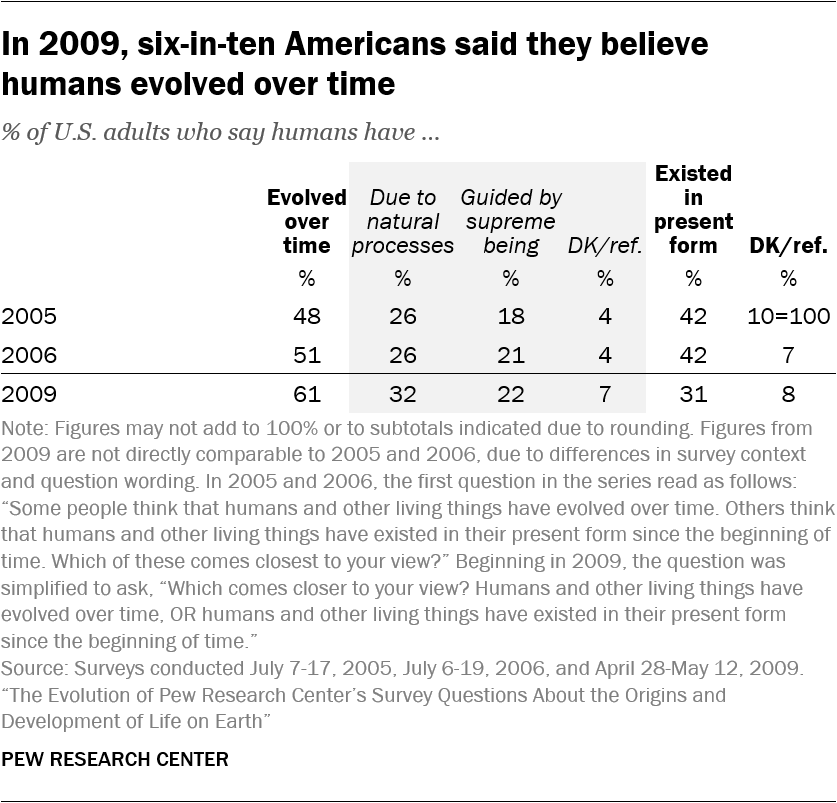 In 2009, six-in-ten Americans said they believe
humans evolved over time
% of U.S. adults who say humans have ...
Evolved over time Due to natural processes Guided by supreme being DK/ref. Existed in present form DK/ref.
% % % % % %
2005 48 26 18 4 42 10=100
2006 51 26 21 4 42 7
2009 61 32 22 7 31 8
Note: Figures may not add to 100% or to subtotals indicated due to rounding. Figures from
2009 are not directly comparable to 2005 and 2006, due to differences in survey context
and question wording. In 2005 and 2006, the first question in the series read as follows:
“Some people think that humans and other living things have evolved over time. Others think
that humans and other living things have existed in their present form since the beginning of
time. Which of these comes closest to your view?” Beginning in 2009, the question was
simplified to ask, “Which comes closer to your view? Humans and other living things have
evolved over time, OR humans and other living things have existed in their present form
since the beginning of time.”
Source: Surveys conducted July 7-17, 2005, July 6-19, 2006, and April 28-May 12, 2009.
“The Evolution of Pew Research Center’s Survey Questions About the Origins and
Development of Life on Earth”
PEW RESEARCH CENTER